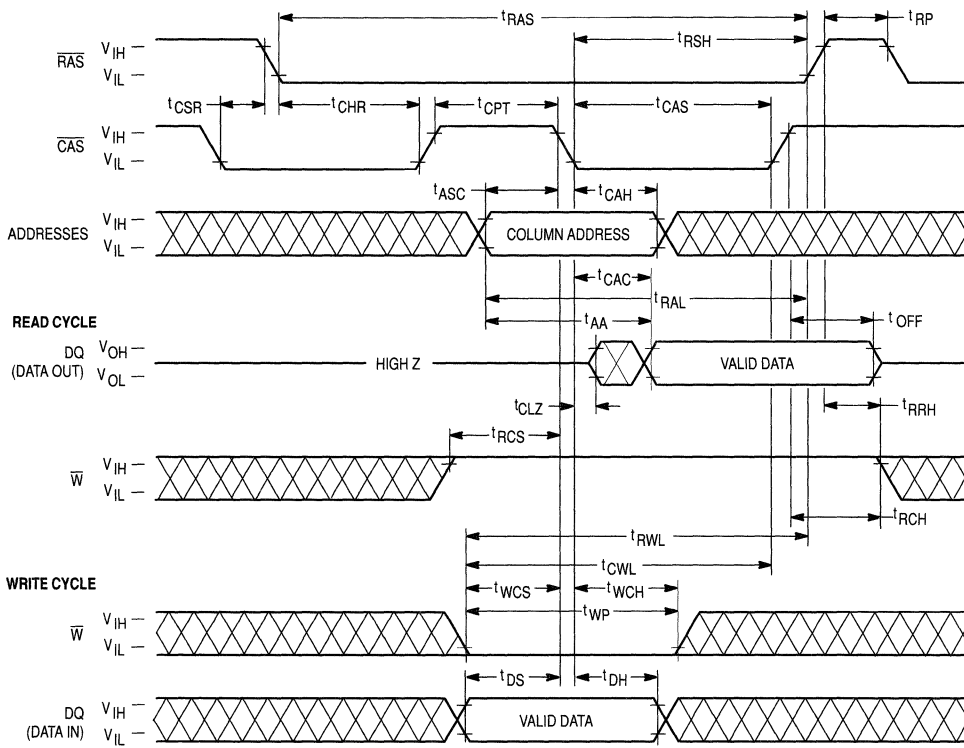 tRAS
tRP
tRSH
RAS
VIH
VIL
tCSR
tCHR
tCPT
tCAS
CAS
VIH
VIL
tASC
tCAH
ADDRESSES
VIH
VIL
COLUMN ADDRESS
tCAC
tRAL
READ CYCLE
tAA
tOFF
DQ
(DATA OUT)
VOH
VOL
HIGH Z
VALID DATA
tCLZ
tRRH
tRCS
W
VIH
VIL
tRCH
tRWL
tCWL
WRITE CYCLE
tWCS
tWCH
tWP
W
VIH
VIL
tDS
tDH
DQ
(DATA IN)
VIH
VIL
VALID DATA